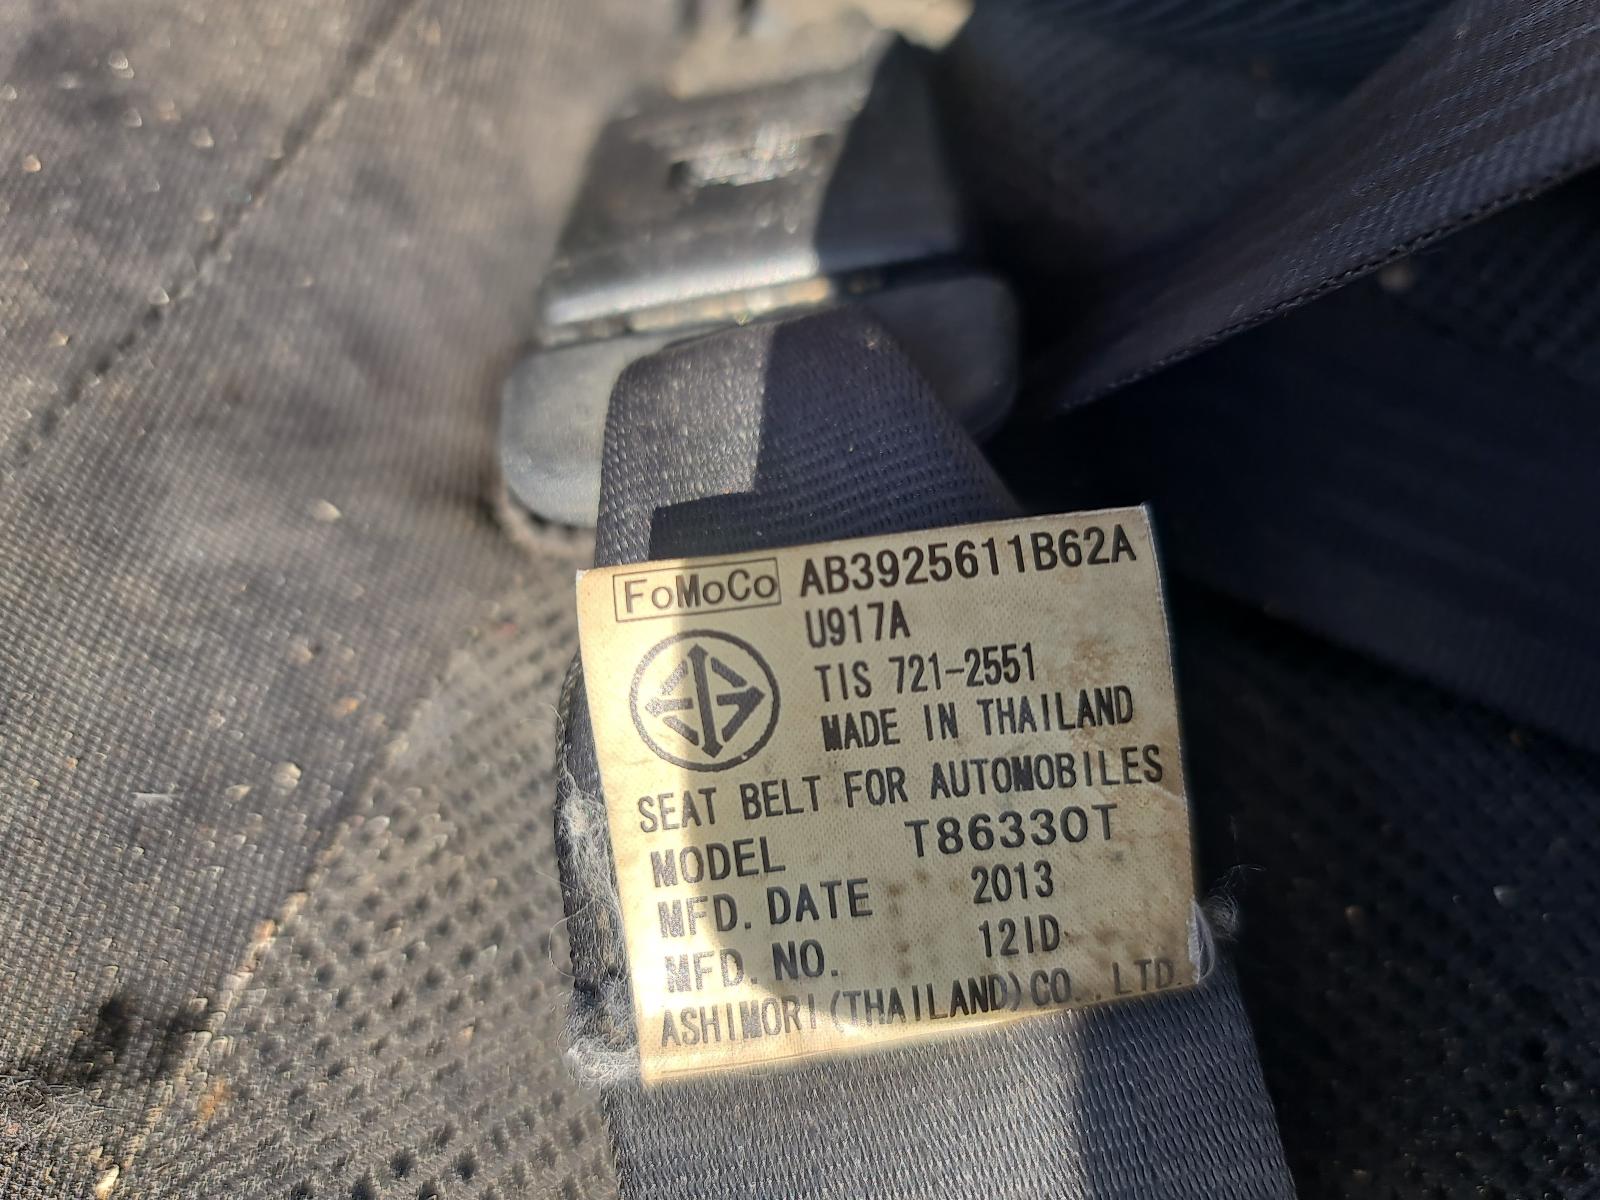 FoMoCo AB3925611B62A
U917A
TIS 721-2551
MADE IN THAILAND
SEAT BELT FOR AUTOMOBILES
MODEL T86330T
MFD. DATE 2013
MFD. NO. 12ID
ASHIMORI (THAILAND) CO., LTD.